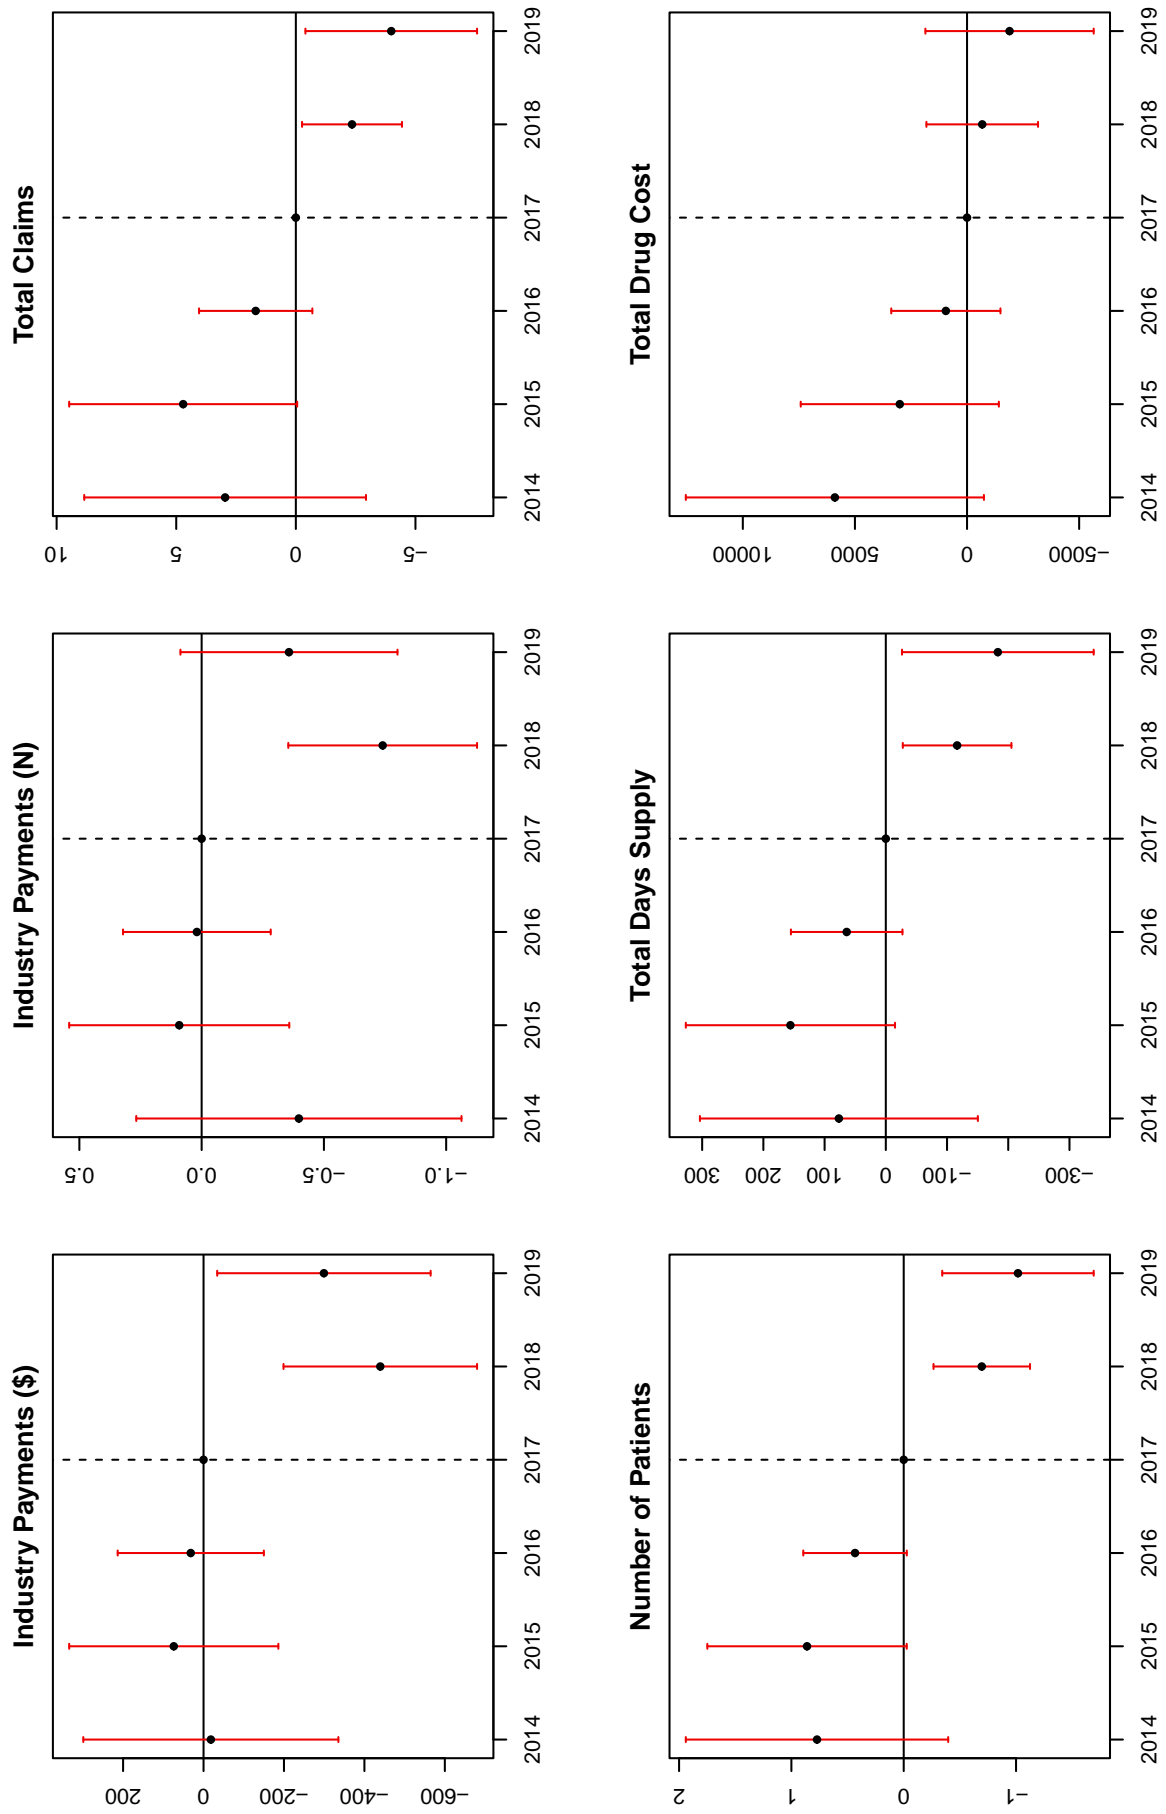 Industry Payments ($)
200
0
−200
−400
−600
2014 2015 2016 2017 2018 2019
Industry Payments (N)
0.5
0.0
−0.5
−1.0
2014 2015 2016 2017 2018 2019
Total Claims
10
5
0
−5
2014 2015 2016 2017 2018 2019
Number of Patients
2
1
0
−1
2014 2015 2016 2017 2018 2019
Total Days Supply
300
200
100
0
−100
−300
2014 2015 2016 2017 2018 2019
Total Drug Cost
10000
5000
0
−5000
2014 2015 2016 2017 2018 2019